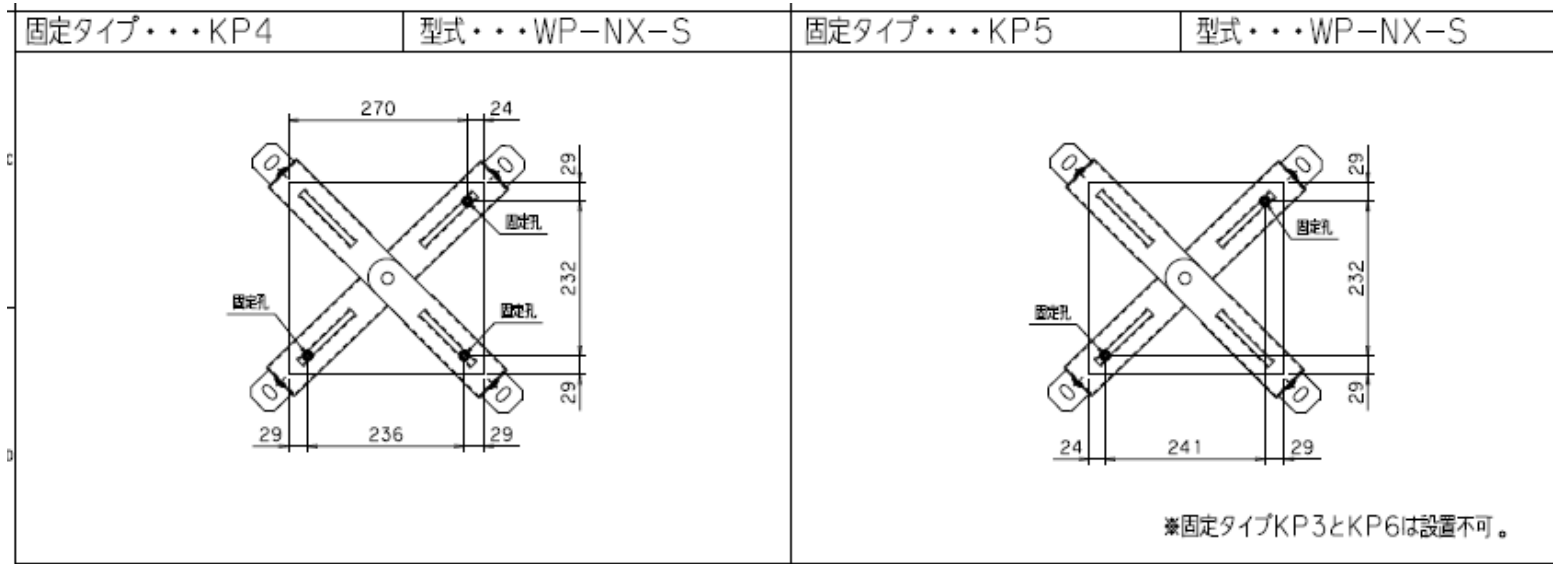 固定タイプ・・・KP4
型式・・・WP-NX-S
270
24
29
固定孔
232
固定孔
固定孔
29
29
236
29
固定タイプ・・・KP5
型式・・・WP-NX-S
29
固定孔
232
固定孔
29
24
241
29
※固定タイプKP3とKP6は設置不可。